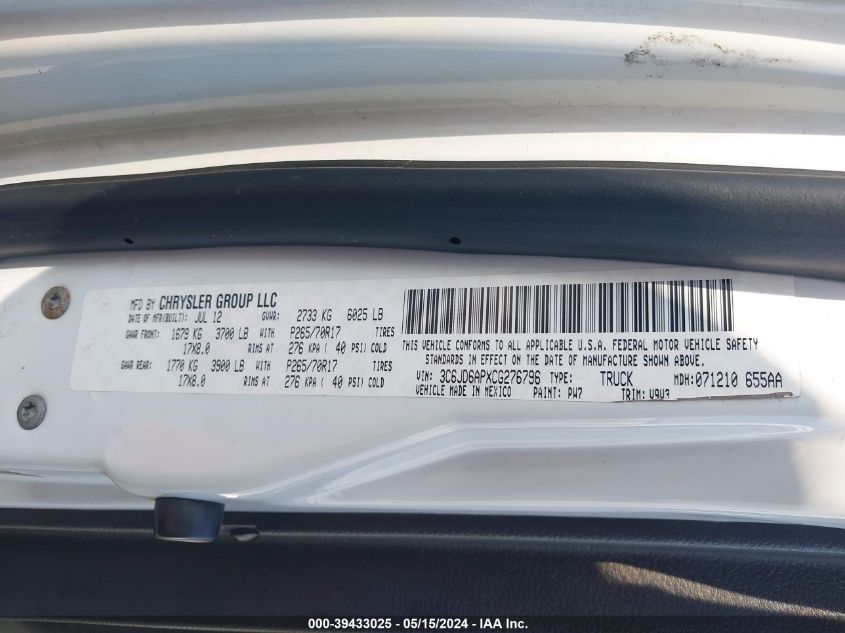 MFD BY CHRYSLER GROUP LLC
DATE OF MFR(BUILT): JUL 12 GVWR: 2733 KG 6025 LB
GAWR FRONT: 1679 KG 3700 LB WITH P265/70R17 TIRES
17X8.0 RIMS AT 276 KPA ( 40 PSI) COLD
GAWR REAR: 1770 KG 3900 LB WITH P265/70R17 TIRES
17X8.0 RIMS AT 276 KPA ( 40 PSI) COLD
THIS VEHICLE CONFORMS TO ALL APPLICABLE U.S.A. FEDERAL MOTOR VEHICLE SAFETY
STANDARDS IN EFFECT ON THE DATE OF MANUFACTURE SHOWN ABOVE.
VIN: 3C6JD6APXCG276796 TYPE: TRUCK MDH:071210 655AA
VEHICLE MADE IN MEXICO PAINT: PW7 TRIM: V9V3
000-39433025 - 05/15/2024 - IAA Inc.